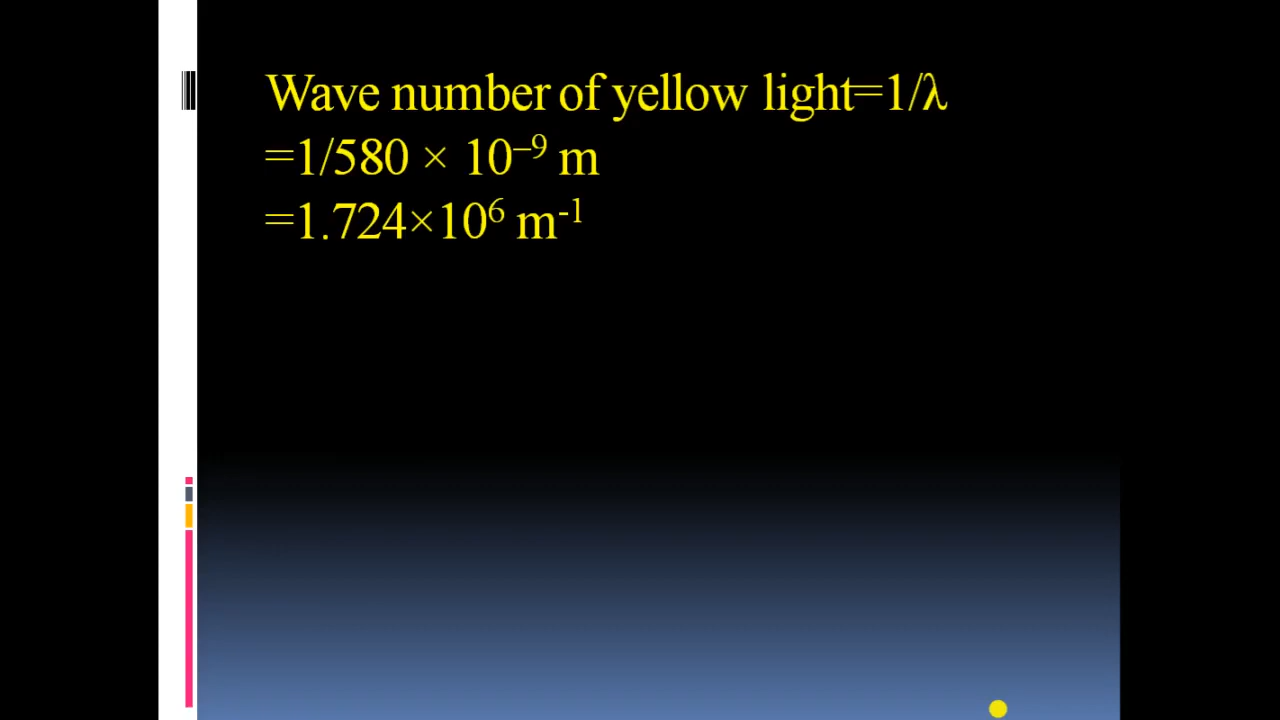 Wave number of yellow light=1/λ
=1/580 × 10⁻⁹ m
=1.724×10⁶ m⁻¹